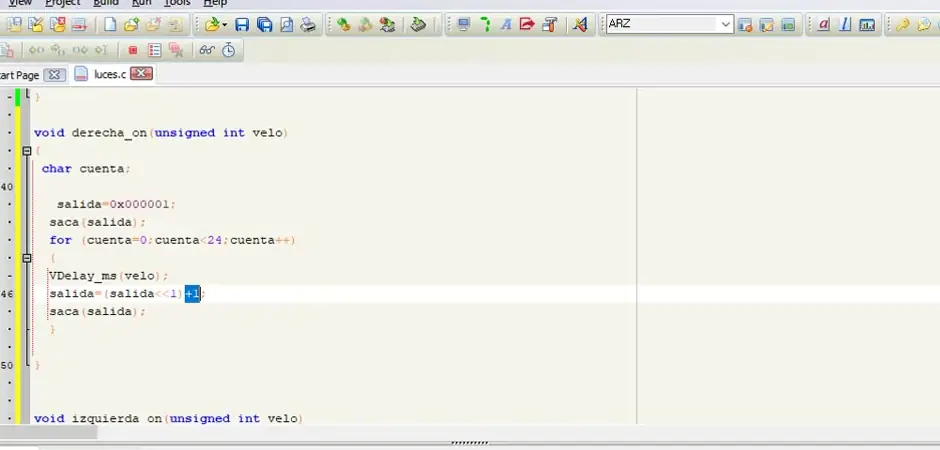 View Project Build Run Tools Help
ARZ
Start Page luces.c
}
void derecha_on(unsigned int velo)
{
char cuenta;
40
salida=0x000001;
saca(salida);
for (cuenta=0;cuenta<24;cuenta++)
{
VDelay_ms(velo);
46 salida=(salida<<1)+1;
saca(salida);
}
50 }
void izquierda_on(unsigned int velo)